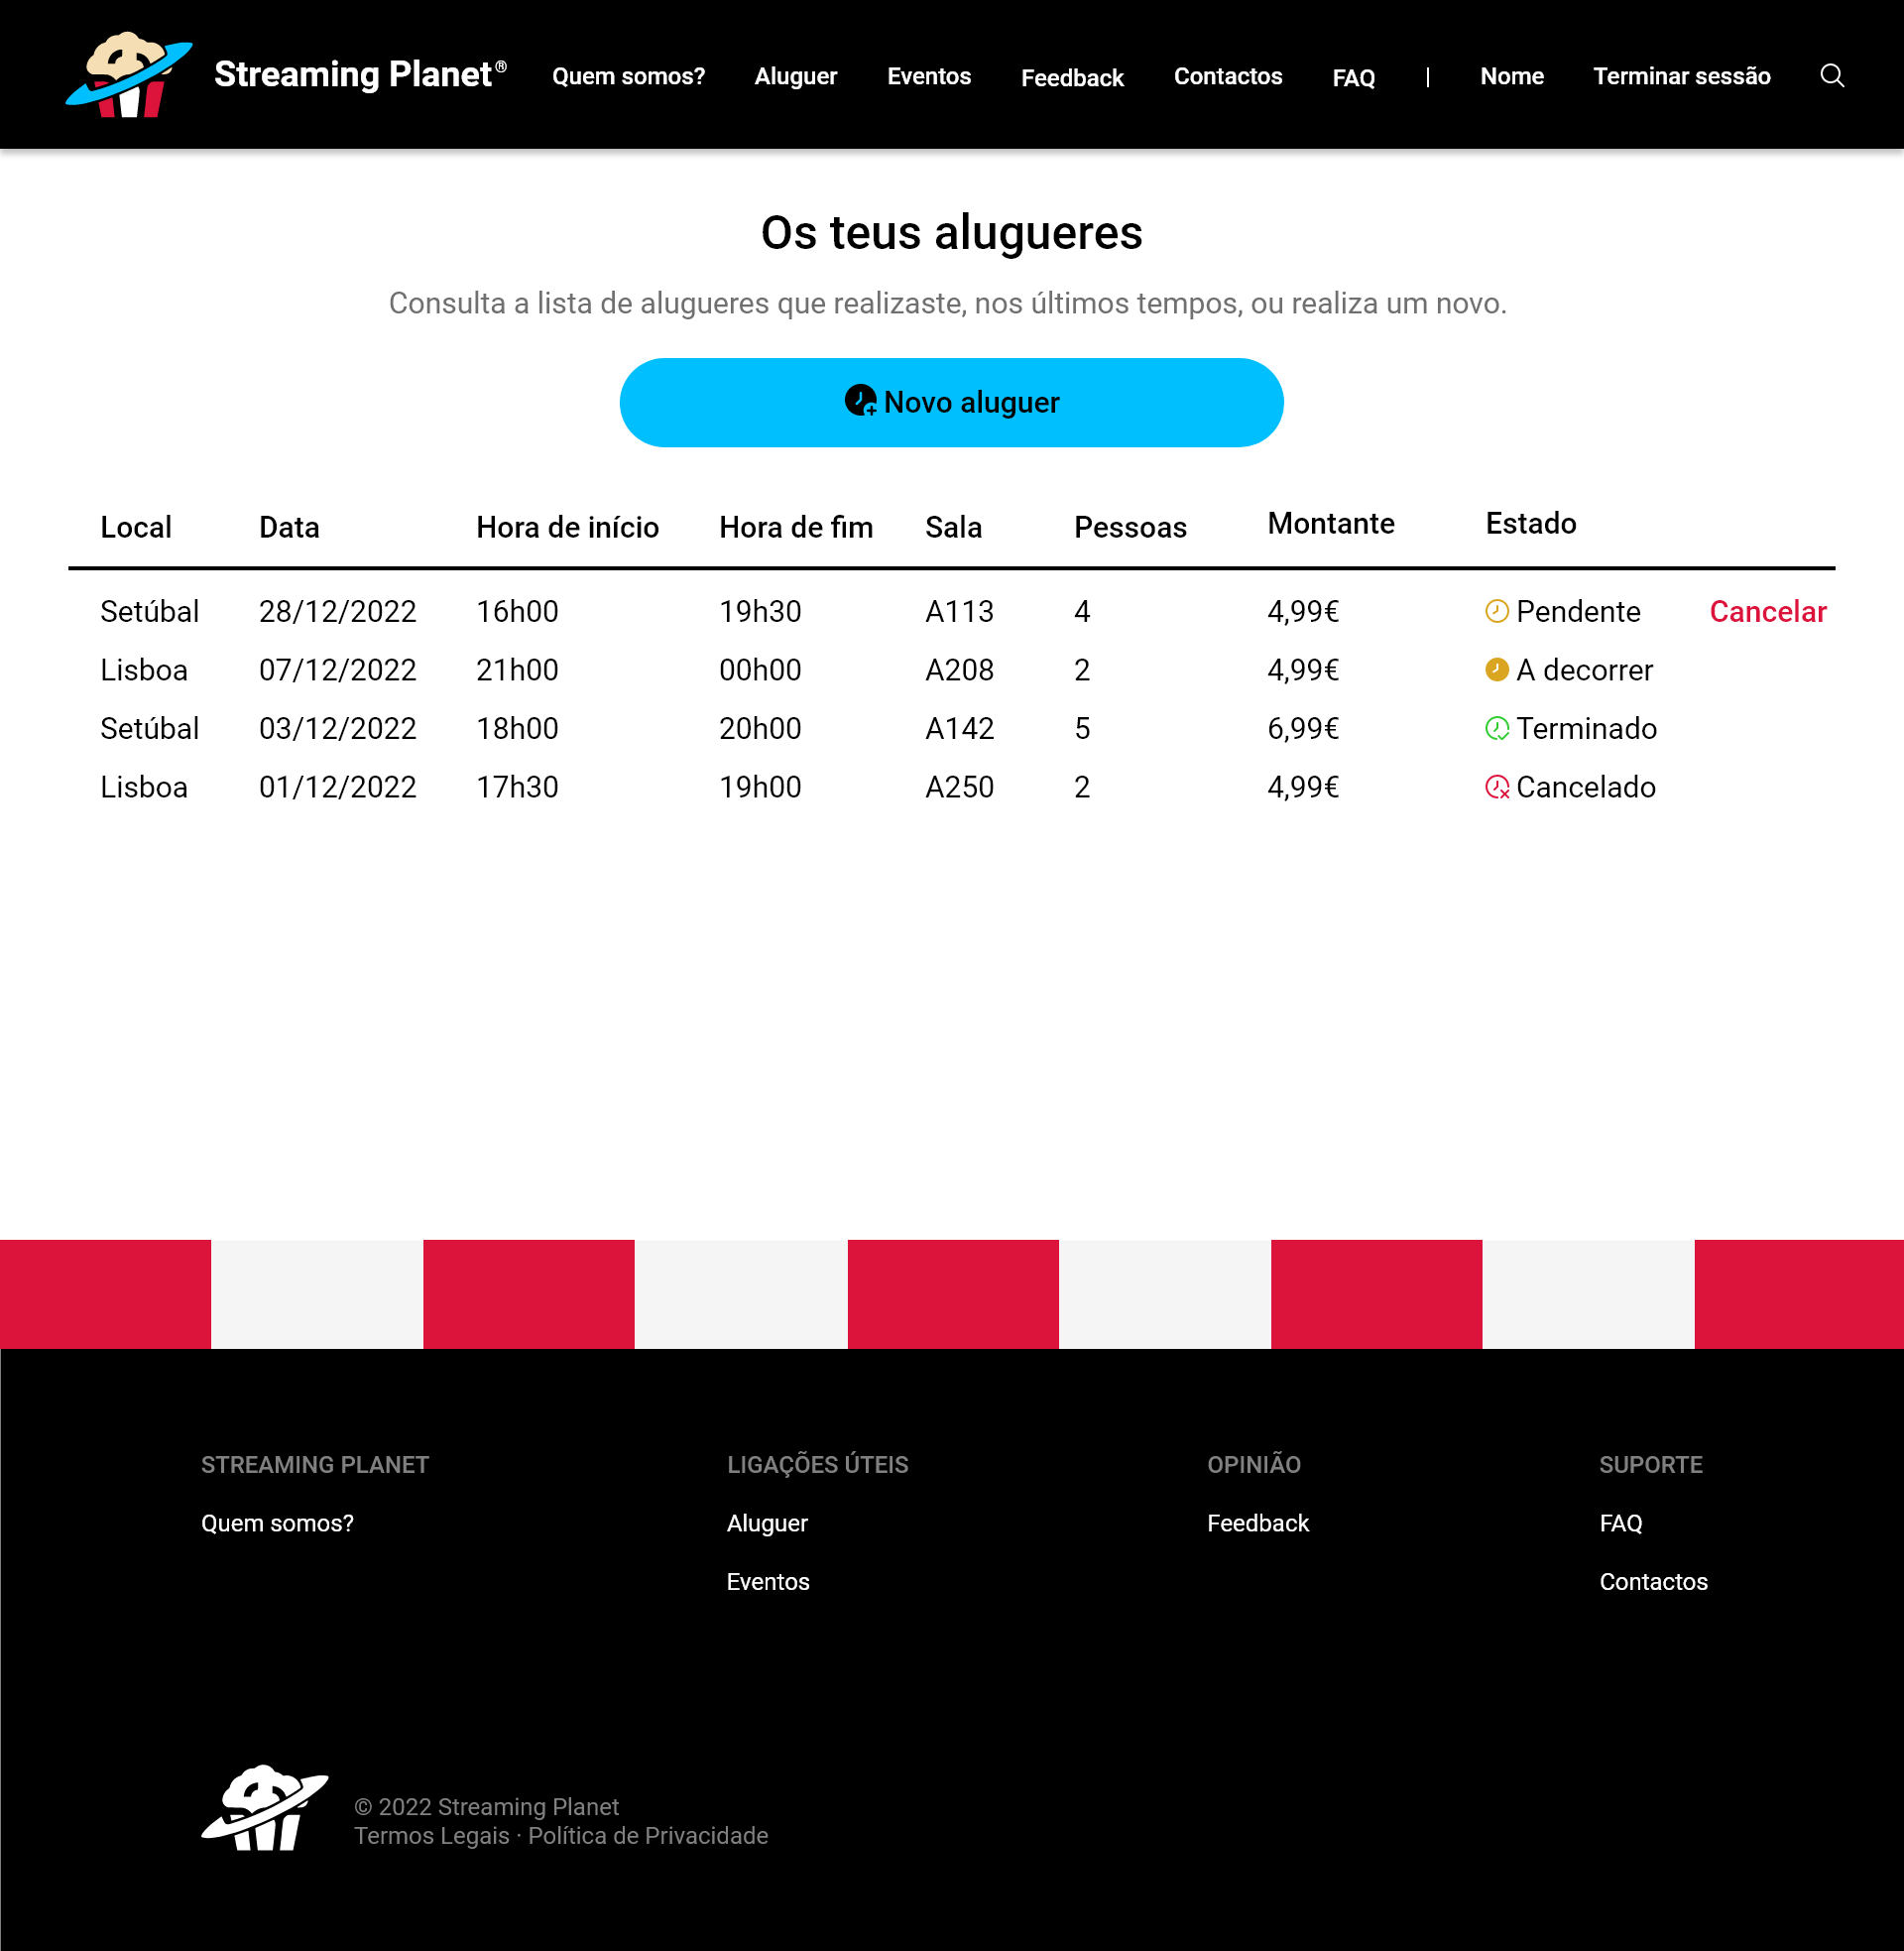 Streaming Planet® Quem somos? Aluguer Eventos Feedback Contactos FAQ | Nome Terminar sessão
Os teus alugueres
Consulta a lista de alugueres que realizaste, nos últimos tempos, ou realiza um novo.
Novo aluguer
Local Data Hora de início Hora de fim Sala Pessoas Montante Estado
Setúbal 28/12/2022 16h00 19h30 A113 4 4,99€ Pendente Cancelar
Lisboa 07/12/2022 21h00 00h00 A208 2 4,99€ A decorrer
Setúbal 03/12/2022 18h00 20h00 A142 5 6,99€ Terminado
Lisboa 01/12/2022 17h30 19h00 A250 2 4,99€ Cancelado
STREAMING PLANET LIGAÇÕES ÚTEIS OPINIÃO SUPORTE
Quem somos? Aluguer Feedback FAQ
Eventos Contactos
© 2022 Streaming Planet
Termos Legais · Política de Privacidade